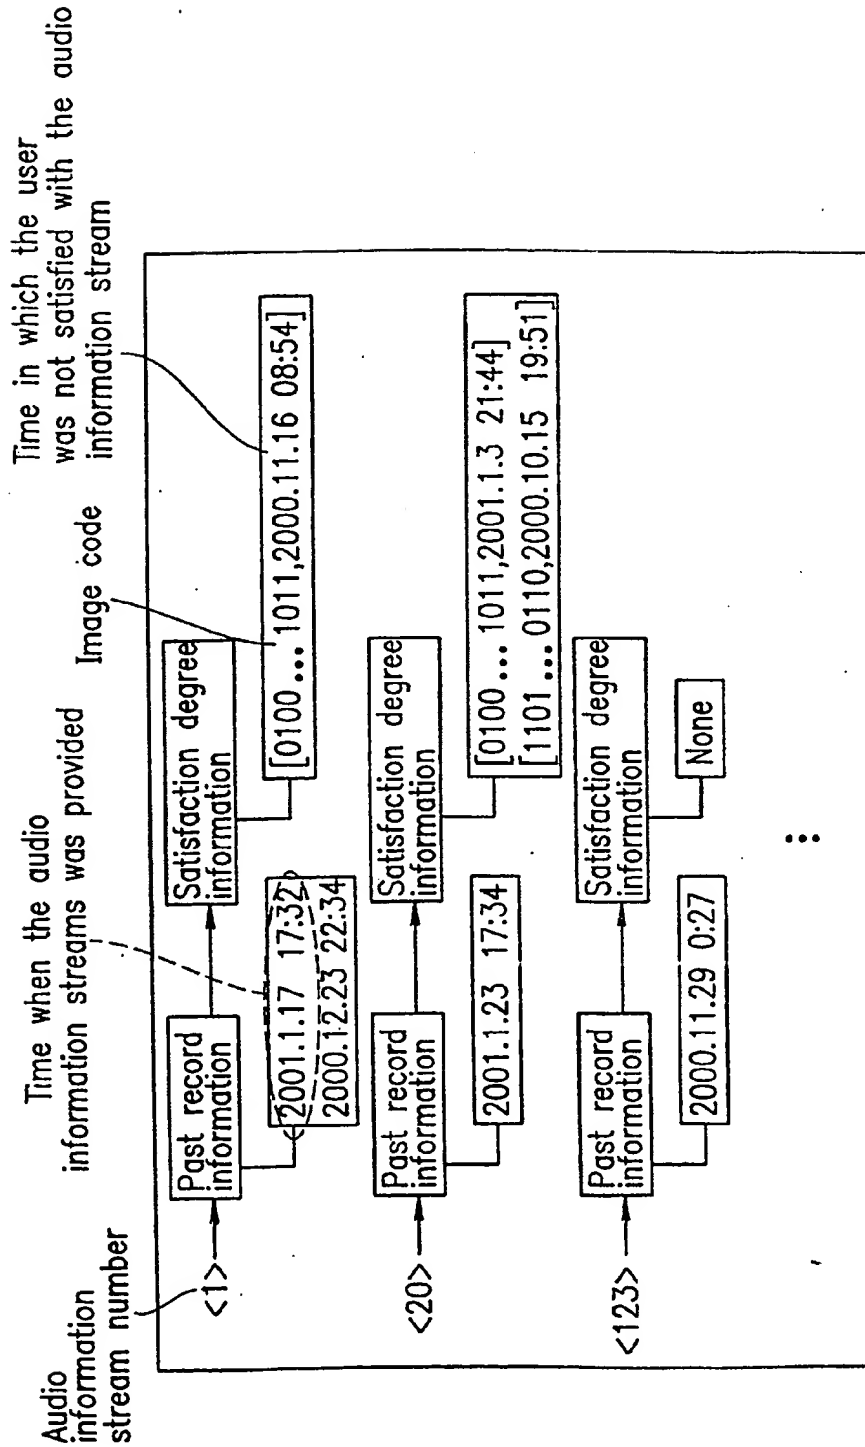 Audio
information
stream number
Time when the audio
information streams was provided
Image code
Time in which the user
was not satisfied with the audio
information stream
<1>
Past record
information
2001.1.17 17:32
2000.12.23 22:34
Satisfaction degree
information
[0100 ... 1011,2000.11.16 08:54]
<20>
Past record
information
2001.1.23 17:34
Satisfaction degree
information
[0100 ... 1011,2001.1.3 21:44]
[1101 ... 0110,2000.10.15 19:51]
<123>
Past record
information
2000.11.29 0:27
Satisfaction degree
information
None